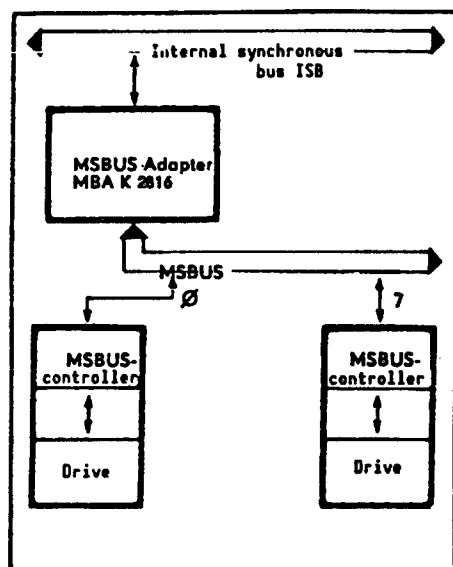 Internal synchronous
bus ISB
MSBUS-Adapter
MBA K 2816
MSBUS
Ø
7
MSBUS-
controller
Drive
MSBUS-
controller
Drive